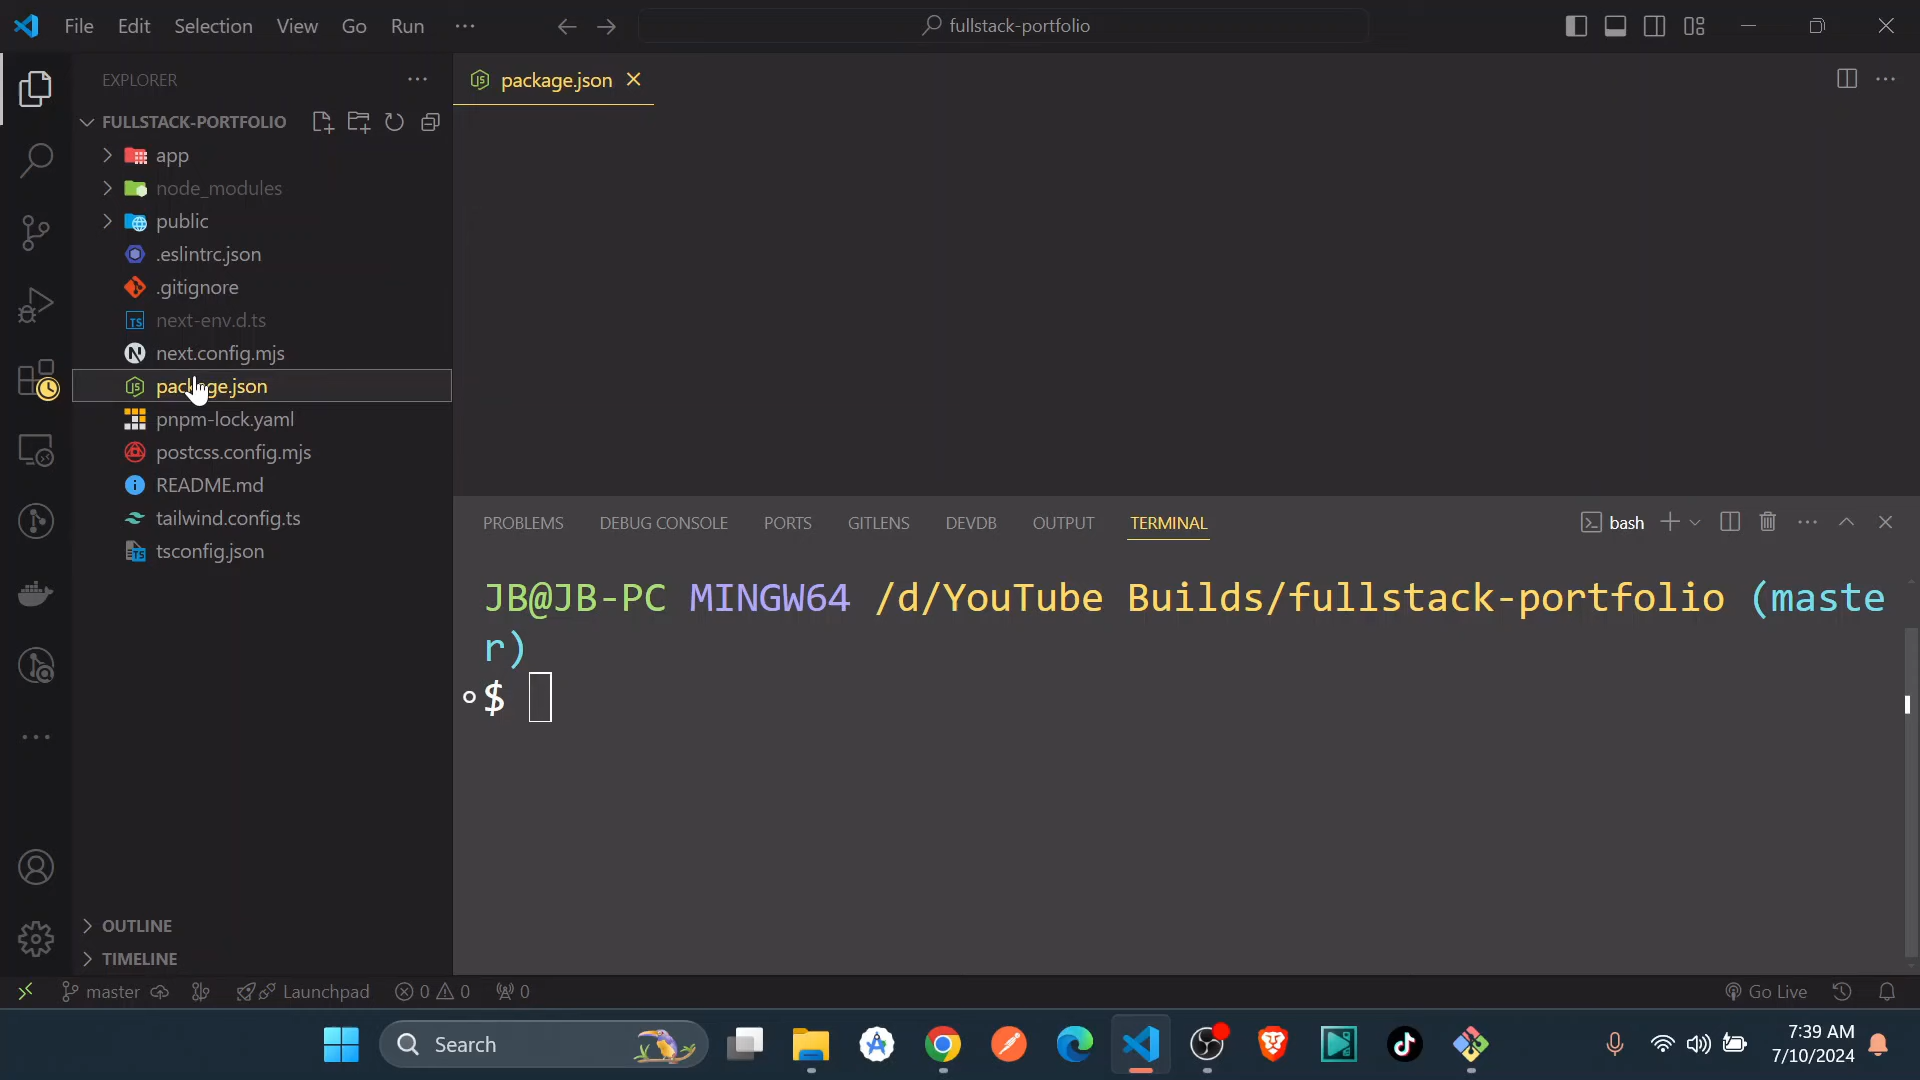 File Edit Selection View Go Run
fullstack-portfolio
EXPLORER
FULLSTACK-PORTFOLIO
app
node_modules
public
.eslintrc.json
.gitignore
next-env.d.ts
next.config.mjs
package.json
pnpm-lock.yaml
postcss.config.mjs
README.md
tailwind.config.ts
tsconfig.json
OUTLINE
TIMELINE
package.json
PROBLEMS DEBUG CONSOLE PORTS GITLENS DEVDB OUTPUT TERMINAL
bash
JB@JB-PC MINGW64 /d/YouTube Builds/fullstack-portfolio (maste
r)
$
master Launchpad 0 0 0 Go Live
Search
7:39 AM
7/10/2024